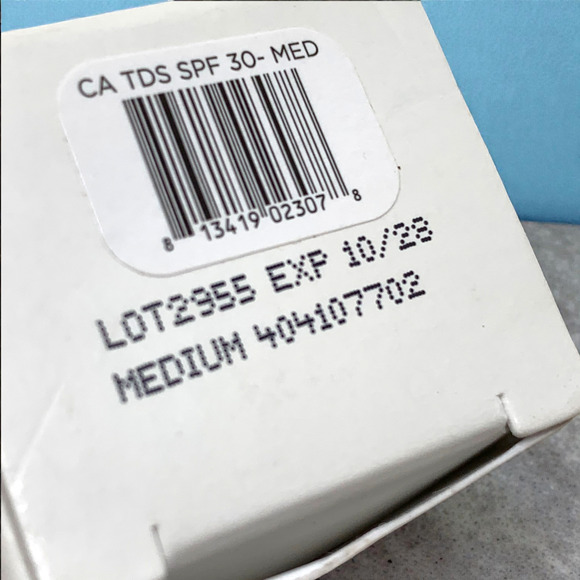 CA TDS SPF 30- MED
8 13419 02307 8
LOT2955 EXP 10/28
MEDIUM 404107702